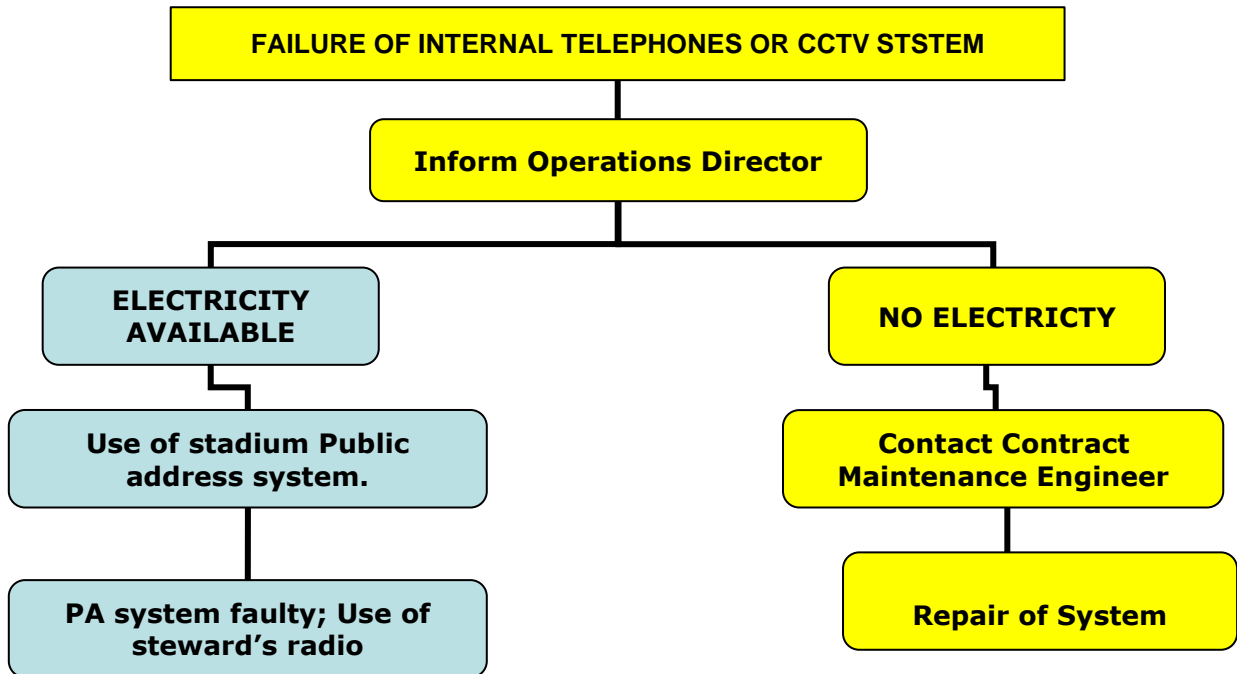 FAILURE OF INTERNAL TELEPHONES OR CCTV STSTEM
Inform Operations Director
ELECTRICITY
AVAILABLE
NO ELECTRICTY
Use of stadium Public
address system.
Contact Contract
Maintenance Engineer
PA system faulty; Use of
steward’s radio
Repair of System